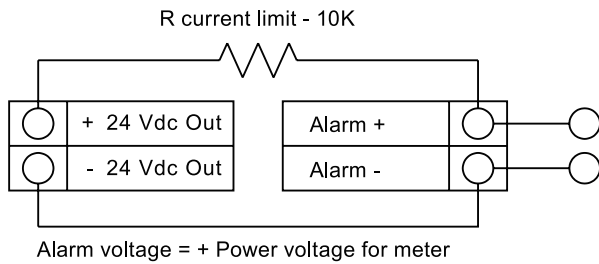 R current limit - 10K
+ 24 Vdc Out
Alarm +
- 24 Vdc Out
Alarm -
Alarm voltage = + Power voltage for meter